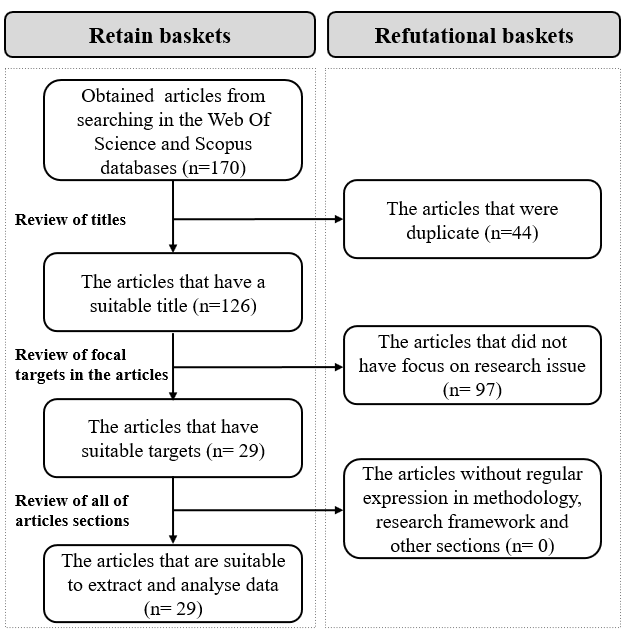 Retain baskets
Refutational baskets
Obtained articles from
searching in the Web Of
Science and Scopus
databases (n=170)
Review of titles
The articles that were
duplicate (n=44)
The articles that have a
suitable title (n=126)
Review of focal
targets in the articles
The articles that did not
have focus on research issue
(n= 97)
The articles that have
suitable targets (n= 29)
Review of all of
articles sections
The articles without regular
expression in methodology,
research framework and
other sections (n= 0)
The articles that are suitable
to extract and analyse data
(n= 29)